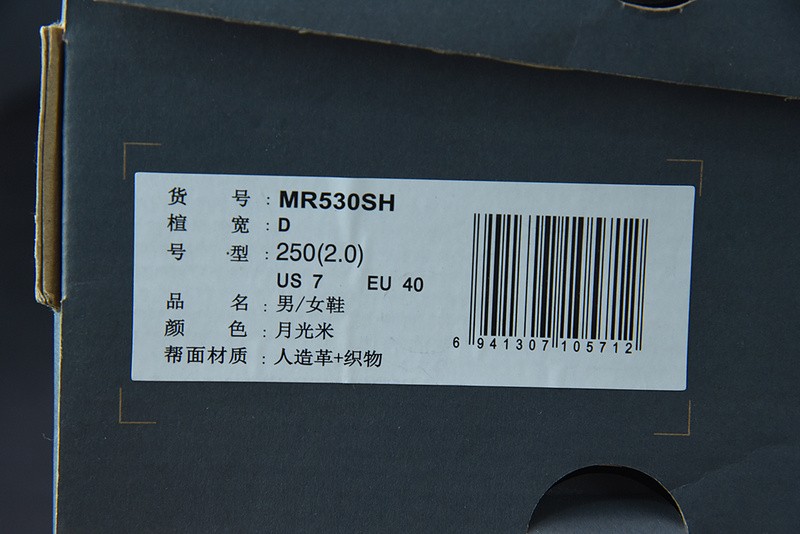 货 号 : MR530SH
楦 宽 : D
号 型 : 250(2.0)
US 7 EU 40
品 名 : 男/女鞋
颜 色 : 月光米
帮面材质 : 人造革+织物
6 941307 105712